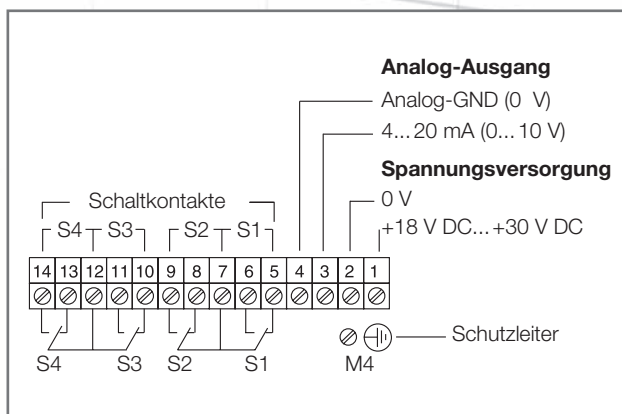 Analog-Ausgang
Analog-GND (0 V)
4...20 mA (0...10 V)
Spannungsversorgung
0 V
+18 V DC...+30 V DC
Schaltkontakte
S4 S3 S2 S1
14 13 12 11 10 9 8 7 6 5 4 3 2 1
Schutzleiter
S4 S3 S2 S1 M4